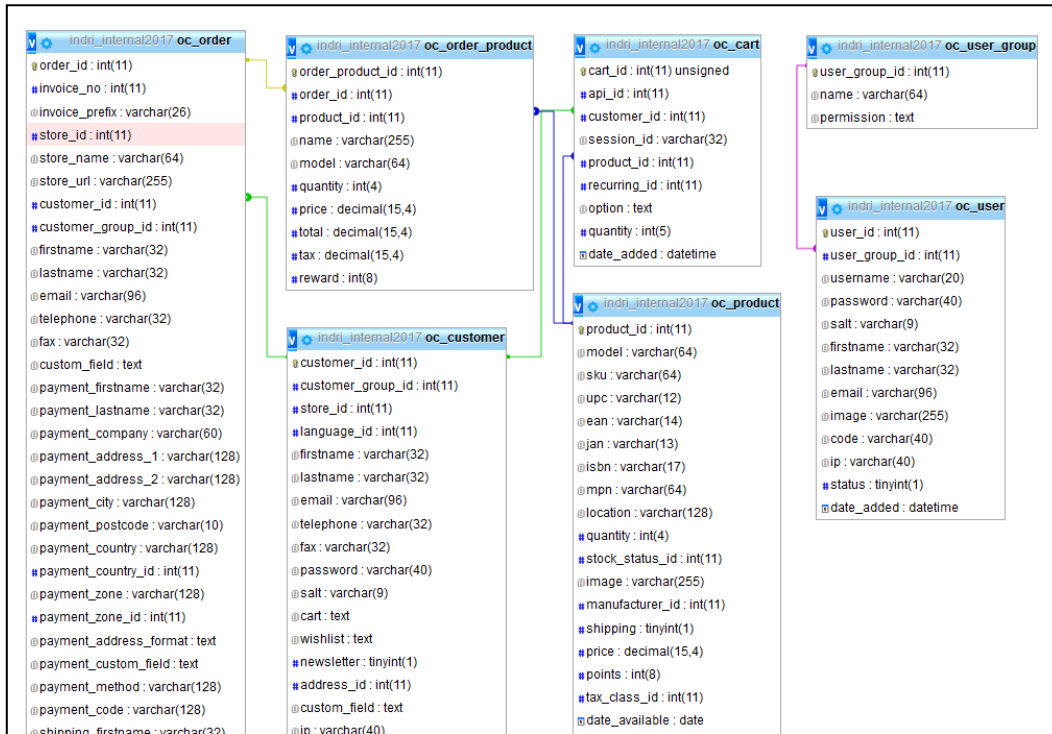 indri_internal2017 oc_order
order_id : int(11)
invoice_no : int(11)
invoice_prefix : varchar(26)
store_id : int(11)
store_name : varchar(64)
store_url : varchar(255)
customer_id : int(11)
customer_group_id : int(11)
firstname : varchar(32)
lastname : varchar(32)
email : varchar(96)
telephone : varchar(32)
fax : varchar(32)
custom_field : text
payment_firstname : varchar(32)
payment_lastname : varchar(32)
payment_company : varchar(60)
payment_address_1 : varchar(128)
payment_address_2 : varchar(128)
payment_city : varchar(128)
payment_postcode : varchar(10)
payment_country : varchar(128)
payment_country_id : int(11)
payment_zone : varchar(128)
payment_zone_id : int(11)
payment_address_format : text
payment_custom_field : text
payment_method : varchar(128)
payment_code : varchar(128)
shipping_firstname : varchar(32)
indri_internal2017 oc_order_product
order_product_id : int(11)
order_id : int(11)
product_id : int(11)
name : varchar(255)
model : varchar(64)
quantity : int(4)
price : decimal(15,4)
total : decimal(15,4)
tax : decimal(15,4)
reward : int(8)
indri_internal2017 oc_customer
customer_id : int(11)
customer_group_id : int(11)
store_id : int(11)
language_id : int(11)
firstname : varchar(32)
lastname : varchar(32)
email : varchar(96)
telephone : varchar(32)
fax : varchar(32)
password : varchar(40)
salt : varchar(9)
cart : text
wishlist : text
newsletter : tinyint(1)
address_id : int(11)
custom_field : text
ip : varchar(40)
indri_internal2017 oc_cart
cart_id : int(11) unsigned
api_id : int(11)
customer_id : int(11)
session_id : varchar(32)
product_id : int(11)
recurring_id : int(11)
option : text
quantity : int(5)
date_added : datetime
indri_internal2017 oc_product
product_id : int(11)
model : varchar(64)
sku : varchar(64)
upc : varchar(12)
ean : varchar(14)
jan : varchar(13)
isbn : varchar(17)
mpn : varchar(64)
location : varchar(128)
quantity : int(4)
stock_status_id : int(11)
image : varchar(255)
manufacturer_id : int(11)
shipping : tinyint(1)
price : decimal(15,4)
points : int(8)
tax_class_id : int(11)
date_available : date
indri_internal2017 oc_user_group
user_group_id : int(11)
name : varchar(64)
permission : text
indri_internal2017 oc_user
user_id : int(11)
user_group_id : int(11)
username : varchar(20)
password : varchar(40)
salt : varchar(9)
firstname : varchar(32)
lastname : varchar(32)
email : varchar(96)
image : varchar(255)
code : varchar(40)
ip : varchar(40)
status : tinyint(1)
date_added : datetime